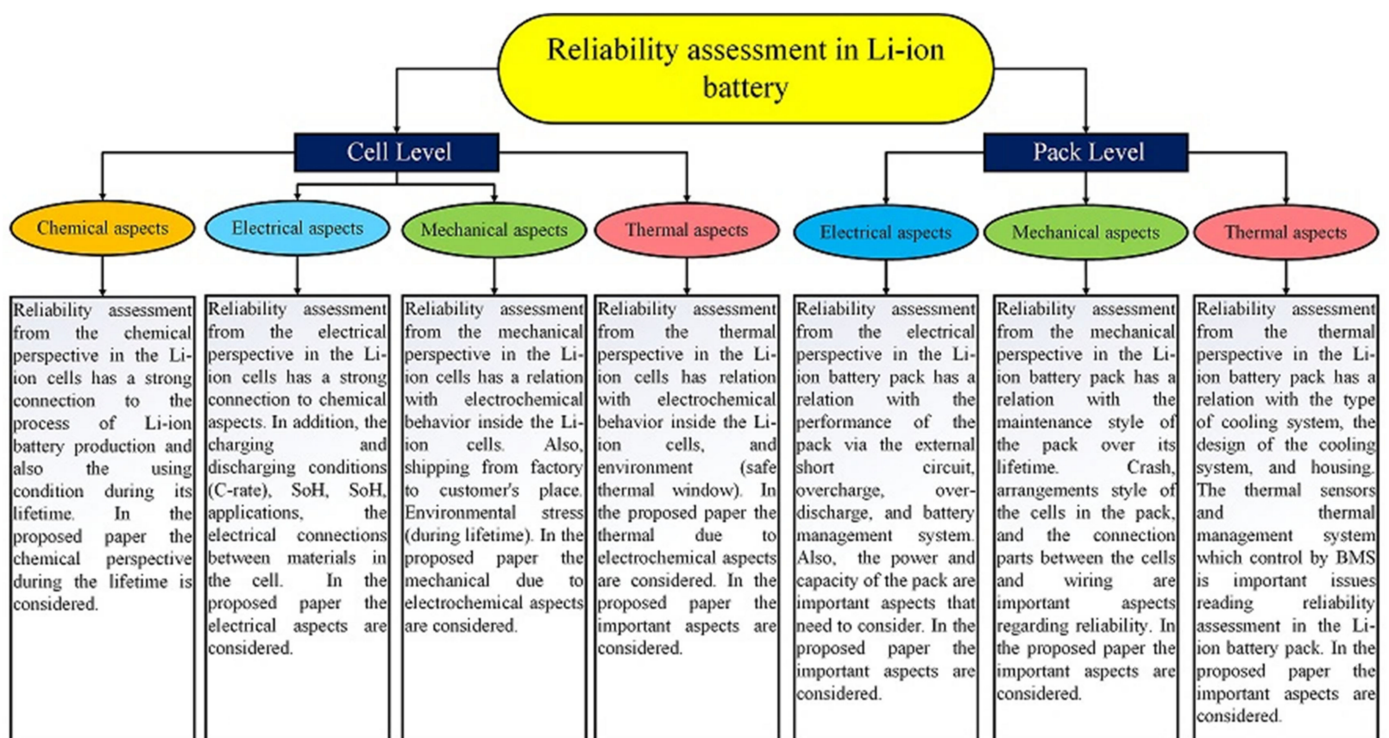 Reliability assessment in Li-ion
battery
Cell Level
Pack Level
Chemical aspects
Electrical aspects
Mechanical aspects
Thermal aspects
Electrical aspects
Mechanical aspects
Thermal aspects
Reliability assessment
from the chemical
perspective in the Li-
ion cells has a strong
connection to the
process of Li-ion
battery production and
also the using
condition during its
lifetime. In the
proposed paper the
chemical perspective
during the lifetime is
considered.
Reliability assessment
from the electrical
perspective in the Li-
ion cells has a strong
connection to chemical
aspects. In addition, the
charging and
discharging conditions
(C-rate), SoH, SoH,
applications, the
electrical connections
between materials in
the cell. In the
proposed paper the
electrical aspects are
considered.
Reliability assessment
from the mechanical
perspective in the Li-
ion cells has a relation
with electrochemical
behavior inside the Li-
ion cells. Also,
shipping from factory
to customer's place.
Environmental stress
(during lifetime). In the
proposed paper the
mechanical due to
electrochemical aspects
are considered.
Reliability assessment
from the thermal
perspective in the Li-
ion cells has relation
with electrochemical
behavior inside the Li-
ion cells, and
environment (safe
thermal window). In
the proposed paper the
thermal due to
electrochemical aspects
are considered. In the
proposed paper the
important aspects are
considered.
Reliability assessment
from the electrical
perspective in the Li-
ion battery pack has a
relation with the
performance of the
pack via the external
short circuit,
overcharge, over-
discharge, and battery
management system.
Also, the power and
capacity of the pack are
important aspects that
need to consider. In the
proposed paper the
important aspects are
considered.
Reliability assessment
from the mechanical
perspective in the Li-
ion battery pack has a
relation with the
maintenance style of
the pack over its
lifetime. Crash,
arrangements style of
the cells in the pack,
and the connection
parts between the cells
and wiring are
important aspects
regarding reliability. In
the proposed paper the
important aspects are
considered.
Reliability assessment
from the thermal
perspective in the Li-
ion battery pack has a
relation with the type
of cooling system, the
design of the cooling
system, and housing.
The thermal sensors
and thermal
management system
which control by BMS
is important issues
reading reliability
assessment in the Li-
ion battery pack. In the
proposed paper the
important aspects are
considered.